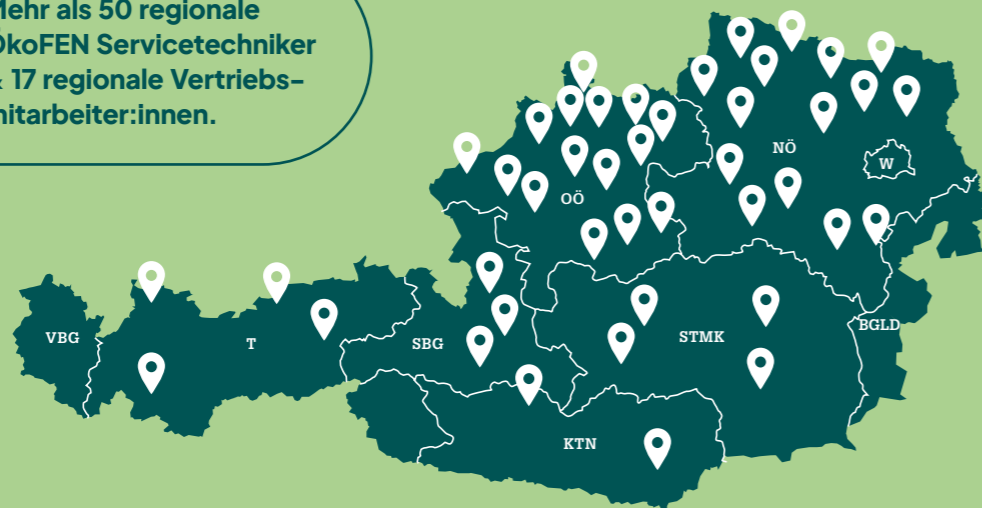 Mehr als 50 regionale
ÖkoFEN Servicetechniker
& 17 regionale Vertriebs-
mitarbeiter:innen.
NÖ
W
OÖ
BGLD
VBG
T
SBG
STMK
KTN